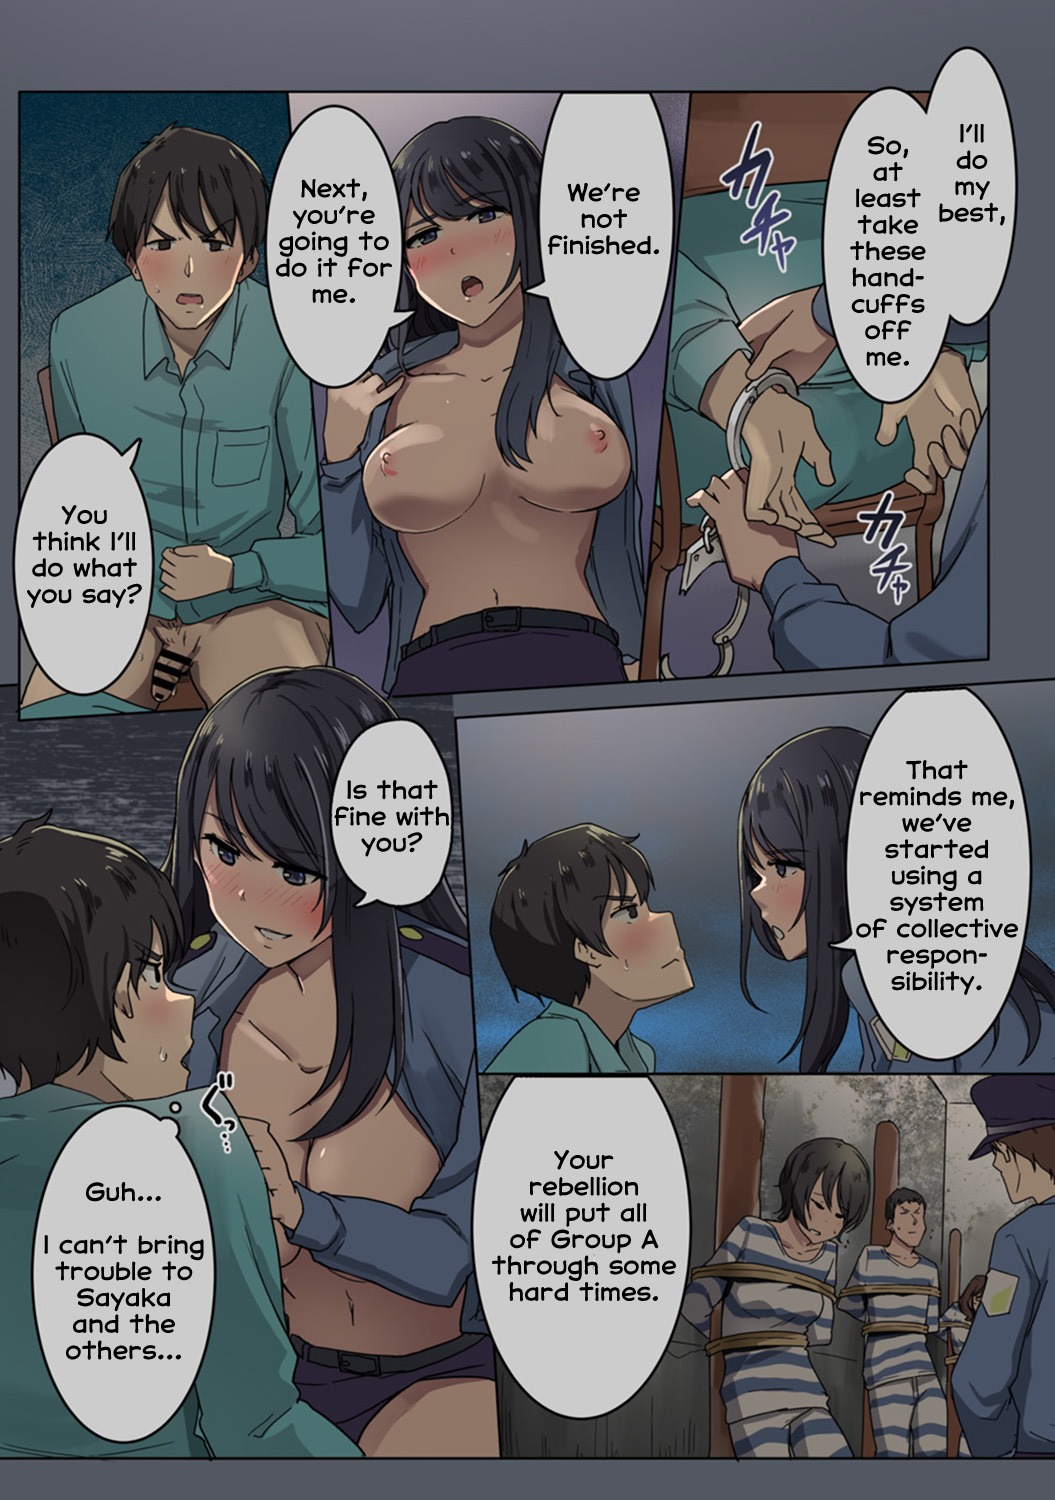 We're
not
finished.
Next,
you're
going to
do it for
me.
You
think I'll
do what
you say?
I'll
do
my
best,
So,
at
least
take
these
hand-
cuffs
off
me.
カチャ
カチャ
That
reminds me,
we've
started
using a
system
of collective
respon-
sibility.
Your
rebellion
will put all
of Group A
through some
hard times.
Is that
fine with
you?
ぐっ…
Guh...
I can't bring
trouble to
Sayaka
and the
others...